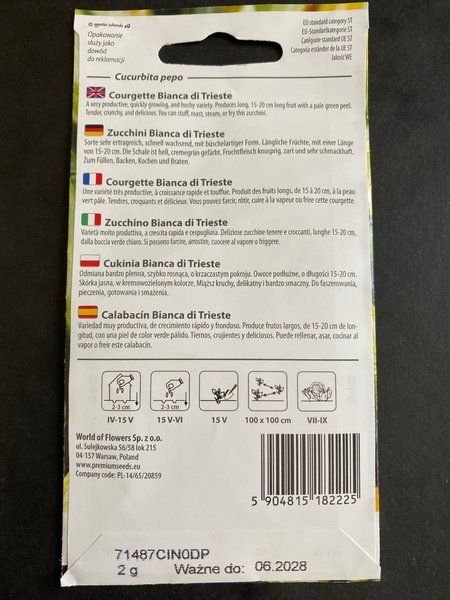 © agentur schende
Opakowanie
służy jako
dowód
do reklamacji
EU standard category ST
EU-Standardkategorie ST
Catégorie standard UE ST
Categoría estánder de la UE ST
Jakość WE
Cucurbita pepo
Courgette Bianca di Trieste
A very productive, quickly growing, and bushy variety. Produces long, 15-20 cm long fruit with a pale green peel.
Tender, crunchy, and delicious. You can stuff, roast, steam, or fry this zucchini.
Zucchini Bianca di Trieste
Sorte sehr ertragreich, schnell wachsend, mit büschelartiger Form. Längliche Früchte, mit einer Länge
von 15-20 cm. Die Schale ist hell, cremegrün gefärbt. Fruchtfleisch knusprig, zart und sehr schmackhaft.
Zum Füllen, Backen, Kochen und Braten.
Courgette Bianca di Trieste
Une variété très productive, à croissance rapide et touffue. Produit des fruits longs, de 15 à 20 cm, à la peau
vert pâle. Tendres, croquants et délicieux. Vous pouvez farcir, rôtir, cuire à la vapeur ou frire cette courgette.
Zucchino Bianca di Trieste
Varietà molto produttiva, a crescita rapida e cespugliosa. Deliziose zucchine tenere e croccanti, lunghe 15-20 cm,
dalla buccia verde chiaro. Si possono farcire, arrostire, cuocere al vapore o friggere.
Cukinia Bianca di Trieste
Odmiana bardzo plenna, szybko rosnąca, o krzaczastym pokroju. Owoce podłużne, o długości 15-20 cm.
Skórka jasna, w kremowozielonym kolorze. Miąższ kruchy, delikatny i bardzo smaczny. Do faszerowania,
pieczenia, gotowania i smażenia.
Calabacín Bianca di Trieste
Variedad muy productiva, de crecimiento rápido y frondoso. Produce frutos largos, de 15-20 cm de lon-
gitud, con una piel de color verde pálido. Tiernos, crujientes y deliciosos. Puede rellenar, asar, cocinar al
vapor o freir este calabacín.
2-3 cm
2-3 cm
IV-15 V
15 V-VI
15 V
100 x 100 cm
VII-IX
World of Flowers Sp. z o.o.
ul. Sulejkowska 56/58 lok 215
04-157 Warsaw, Poland
www.premiumseeds.eu
Company code: PL-14/65/20859
5 904815 182225
71487CIN0DP
2 g Ważne do: 06.2028